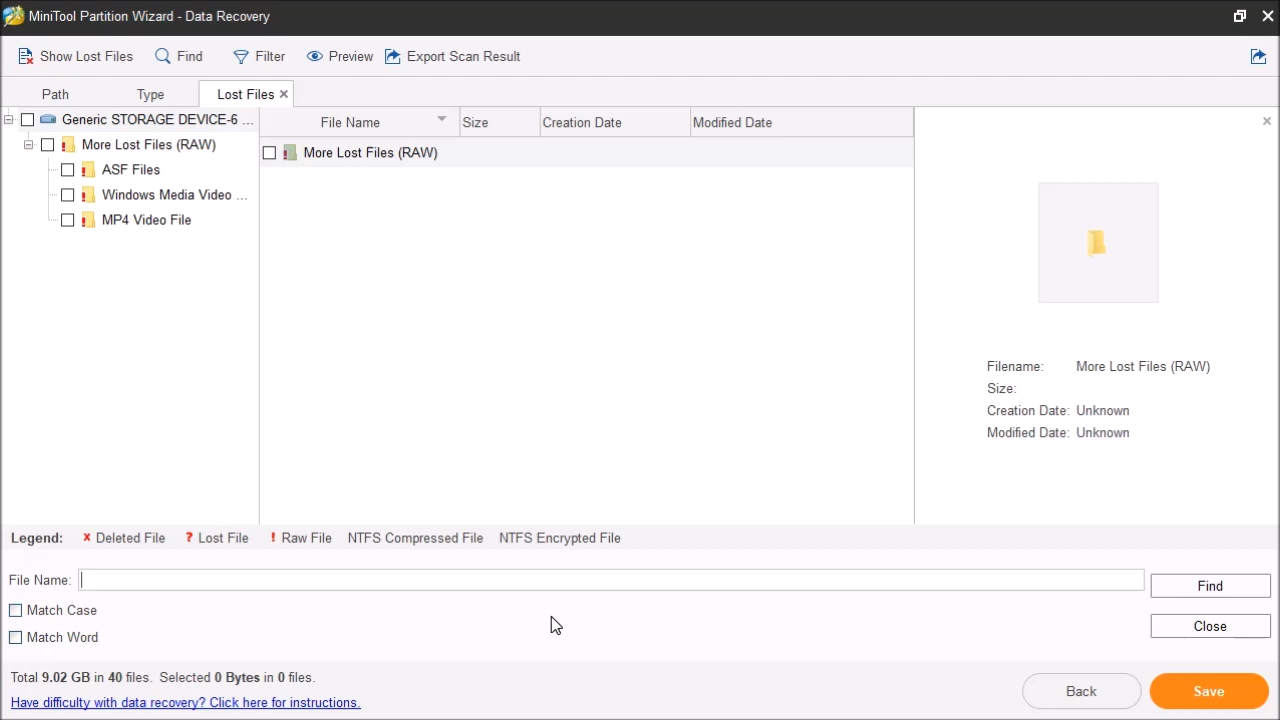 MiniTool Partition Wizard - Data Recovery
Show Lost Files Find Filter Preview Export Scan Result
Path Type Lost Files
Generic STORAGE DEVICE-6 ...
More Lost Files (RAW)
ASF Files
Windows Media Video ...
MP4 Video File
File Name Size Creation Date Modified Date
More Lost Files (RAW)
Filename: More Lost Files (RAW)
Size:
Creation Date: Unknown
Modified Date: Unknown
Legend: x Deleted File ? Lost File ! Raw File NTFS Compressed File NTFS Encrypted File
File Name:
Find
Match Case
Match Word
Close
Total 9.02 GB in 40 files. Selected 0 Bytes in 0 files.
Have difficulty with data recovery? Click here for instructions.
Back Save